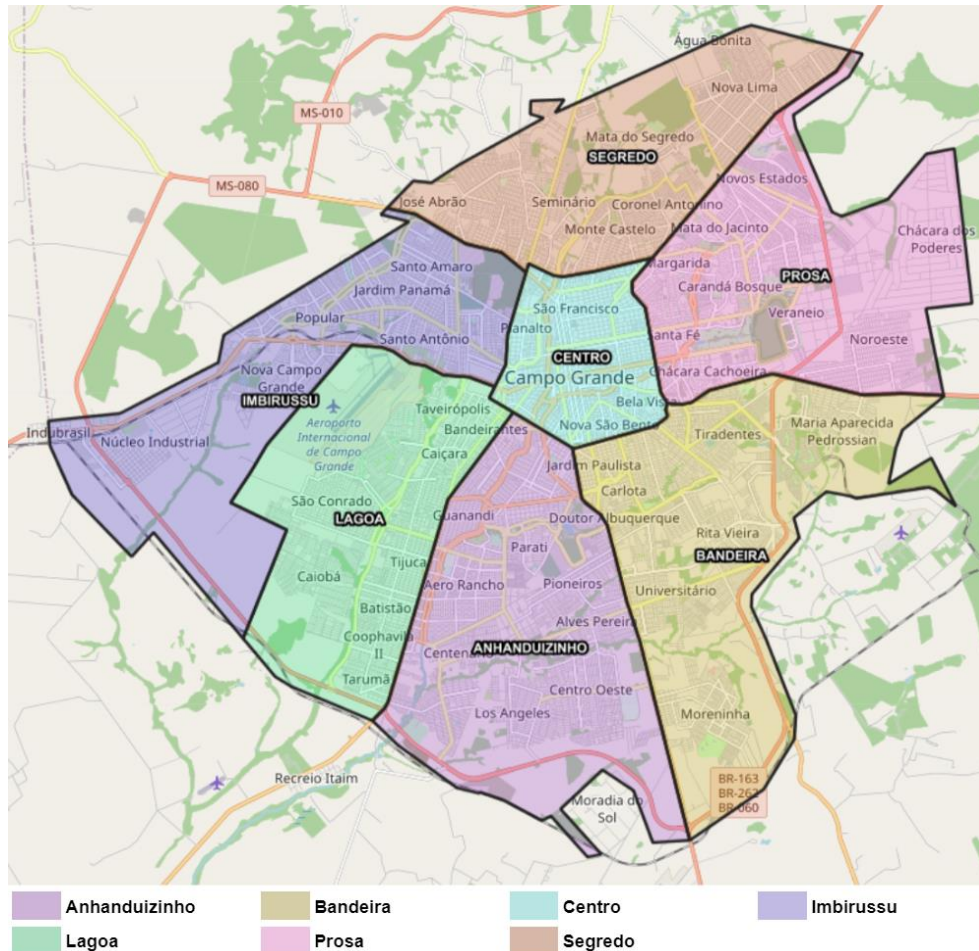 Água Bonita
Nova Lima
MS-010
Mata do Segredo
SEGREDO
MS-080
Novos Estados
José Abrão
Seminário
Coronel Antonino
Monte Castelo
Mata do Jacinto
Chácara dos
Poderes
Santo Amaro
Margarida
PROSA
Jardim Panamá
Carandá Bosque
São Francisco
Popular
Planalto
Veraneio
Santo Antônio
Santa Fé
Noroeste
CENTRO
Nova Campo
Grande
Campo Grande
Chácara Cachoeira
IMBIRUSSU
Taveirópolis
Bela Vista
Aeroporto
Internacional
de Campo
Grande
Bandeirantes
Nova São Bento
Maria Aparecida
Pedrossian
Indubrasil
Núcleo Industrial
Tiradentes
Caiçara
Jardim Paulista
Carlota
São Conrado
Guanandi
LAGOA
Doutor Albuquerque
Rita Vieira
Parati
BANDEIRA
Tijuca
Caiobá
Aero Rancho
Pioneiros
Universitário
Batistão
Alves Pereira
Coophavila
II
ANHANDUIZINHO
Centenário
Tarumã
Centro Oeste
Los Angeles
Moreninha
Recreio Itaim
BR-163
BR-262
BR-060
Moradia do
Sol
Anhanduizinho
Bandeira
Centro
Imbirussu
Lagoa
Prosa
Segredo